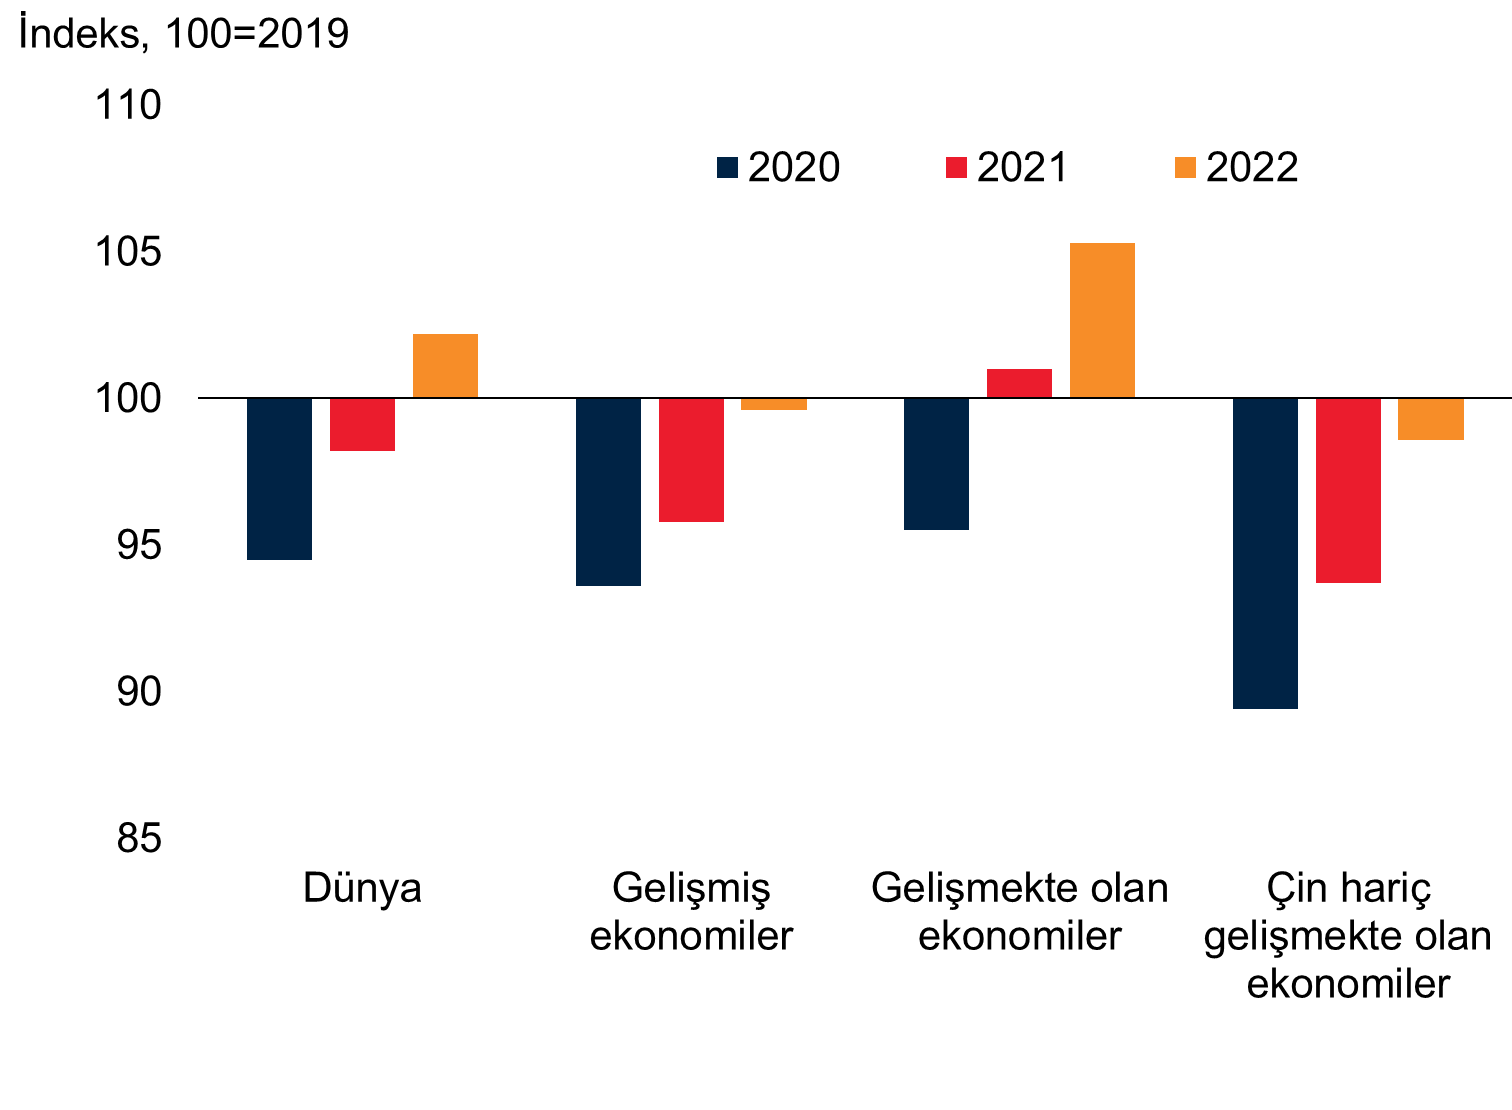 İndeks, 100=2019
110
2020 2021 2022
105
100
95
90
85
Dünya
Gelişmiş
ekonomiler
Gelişmekte olan
ekonomiler
Çin hariç
gelişmekte olan
ekonomiler